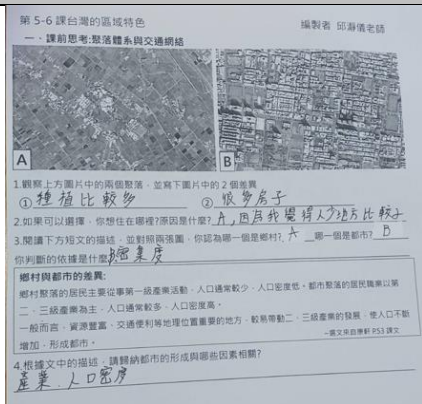 第 5-6 課台灣的區域特色
編製者 邱瀞儀老師
一、課前思考:聚落體系與交通網絡
A
B
1.觀察上方圖片中的兩個聚落，並寫下圖片中的 2 個差異
① 種植比較多 ② 很多房子
2.如果可以選擇，你想住在哪裡?原因是什麼? A,因為我覺得人少地方比較好
3.閱讀下方短文的描述，並對照兩張圖，你認為哪一個是鄉村? A 哪一個是都市? B
你判斷的依據是什麼 密集度
鄉村與都市的差異:
鄉村聚落的居民主要從事第一級產業活動，人口通常較少，人口密度低。都市聚落的居民職業以第
二、三級產業為主，人口通常較多，人口密度高。
一般而言，資源豐富、交通便利等地理位置重要的地方，較易帶動二、三級產業的發展，使人口不斷
增加，形成都市。
~短文來自康軒 P53 課文
4.根據文中的描述，請歸納都市的形成與哪些因素相關?
產業、人口密度